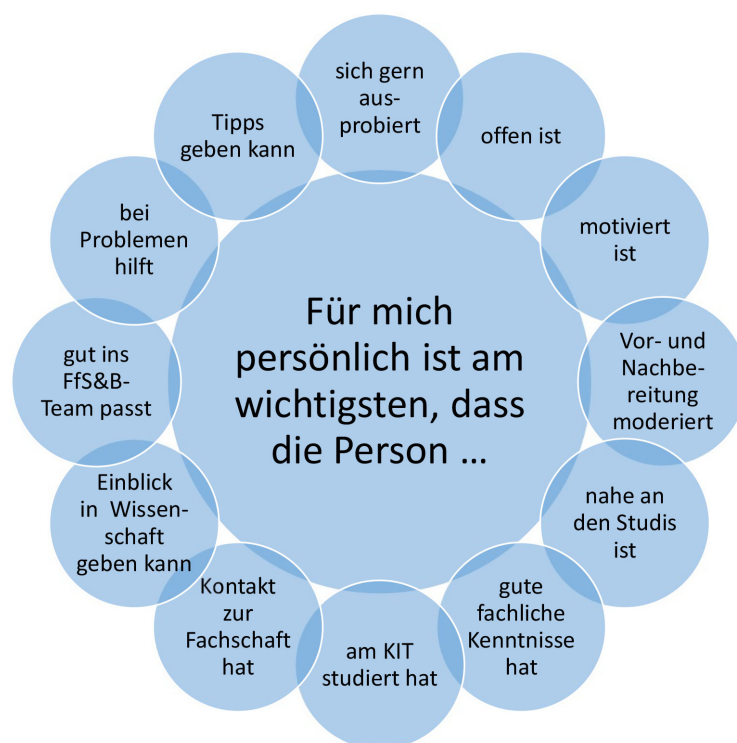 Für mich
persönlich ist am
wichtigsten, dass
die Person ...
sich gern
aus-
probiert
offen ist
motiviert
ist
Vor- und
Nachbe-
reitung
moderiert
nahe an
den Studis
ist
gute
fachliche
Kenntnisse
hat
am KIT
studiert hat
Kontakt
zur
Fachschaft
hat
Einblick
in Wissen-
schaft
geben kann
gut ins
FfS&B-
Team passt
bei
Problemen
hilft
Tipps
geben kann